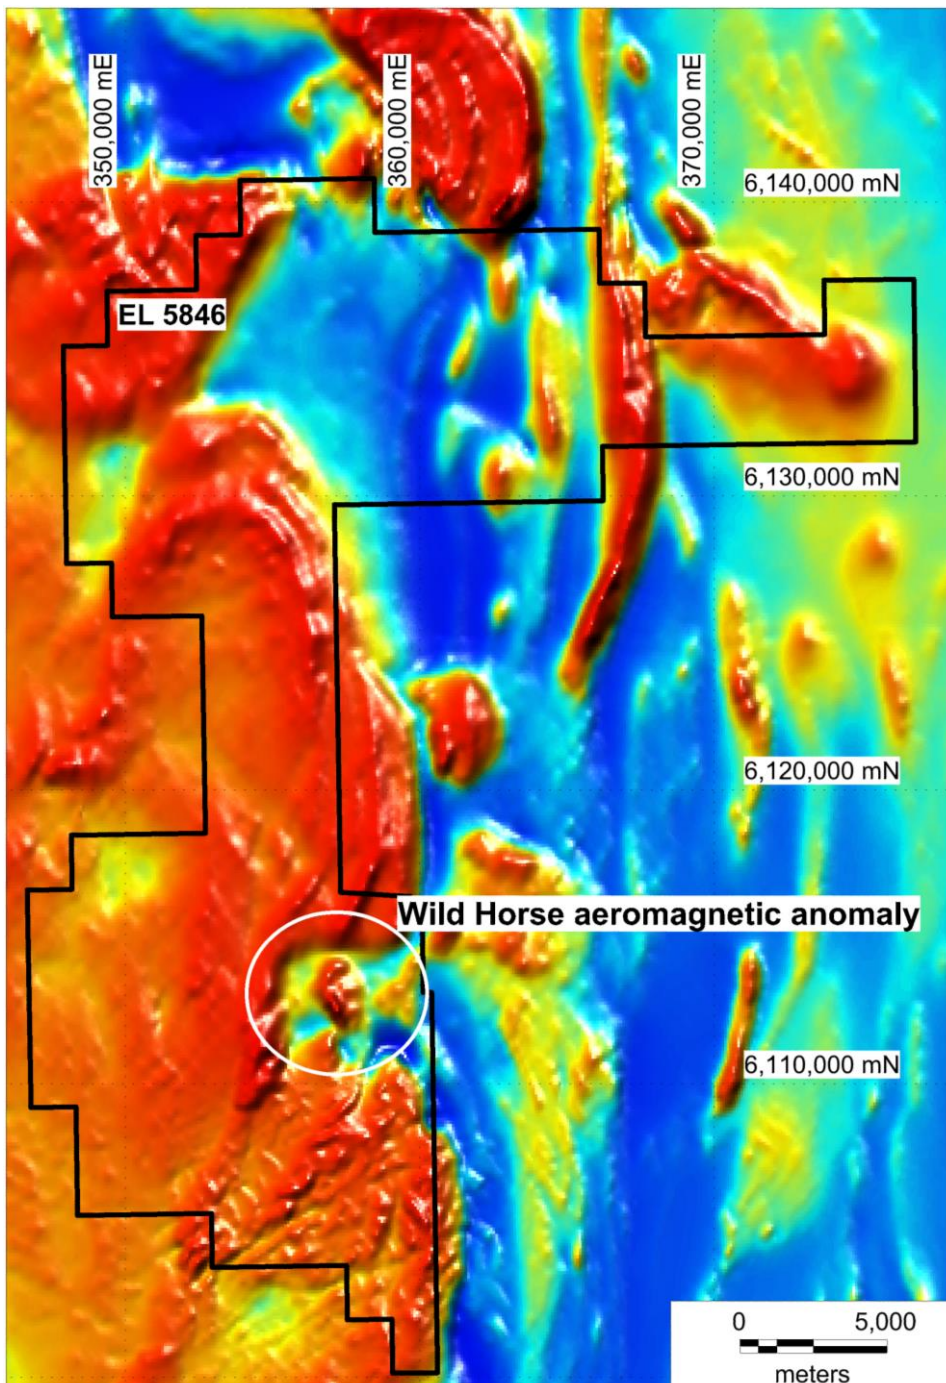 350,000 mE
360,000 mE
370,000 mE
6,140,000 mN
EL 5846
6,130,000 mN
6,120,000 mN
Wild Horse aeromagnetic anomaly
6,110,000 mN
0 5,000
meters